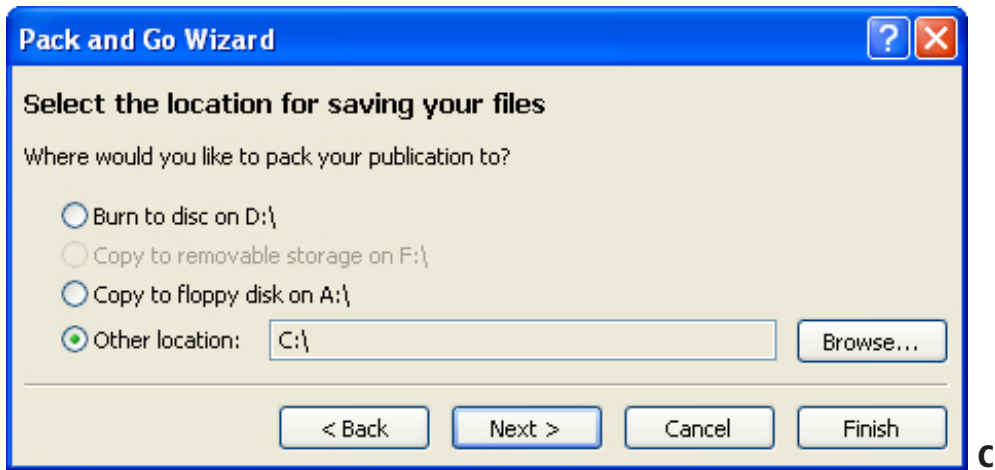 Pack and Go Wizard
Select the location for saving your files
Where would you like to pack your publication to?
Burn to disc on D:\
Copy to removable storage on F:\
Copy to floppy disk on A:\
Other location: C:\ Browse...
< Back Next > Cancel Finish
c